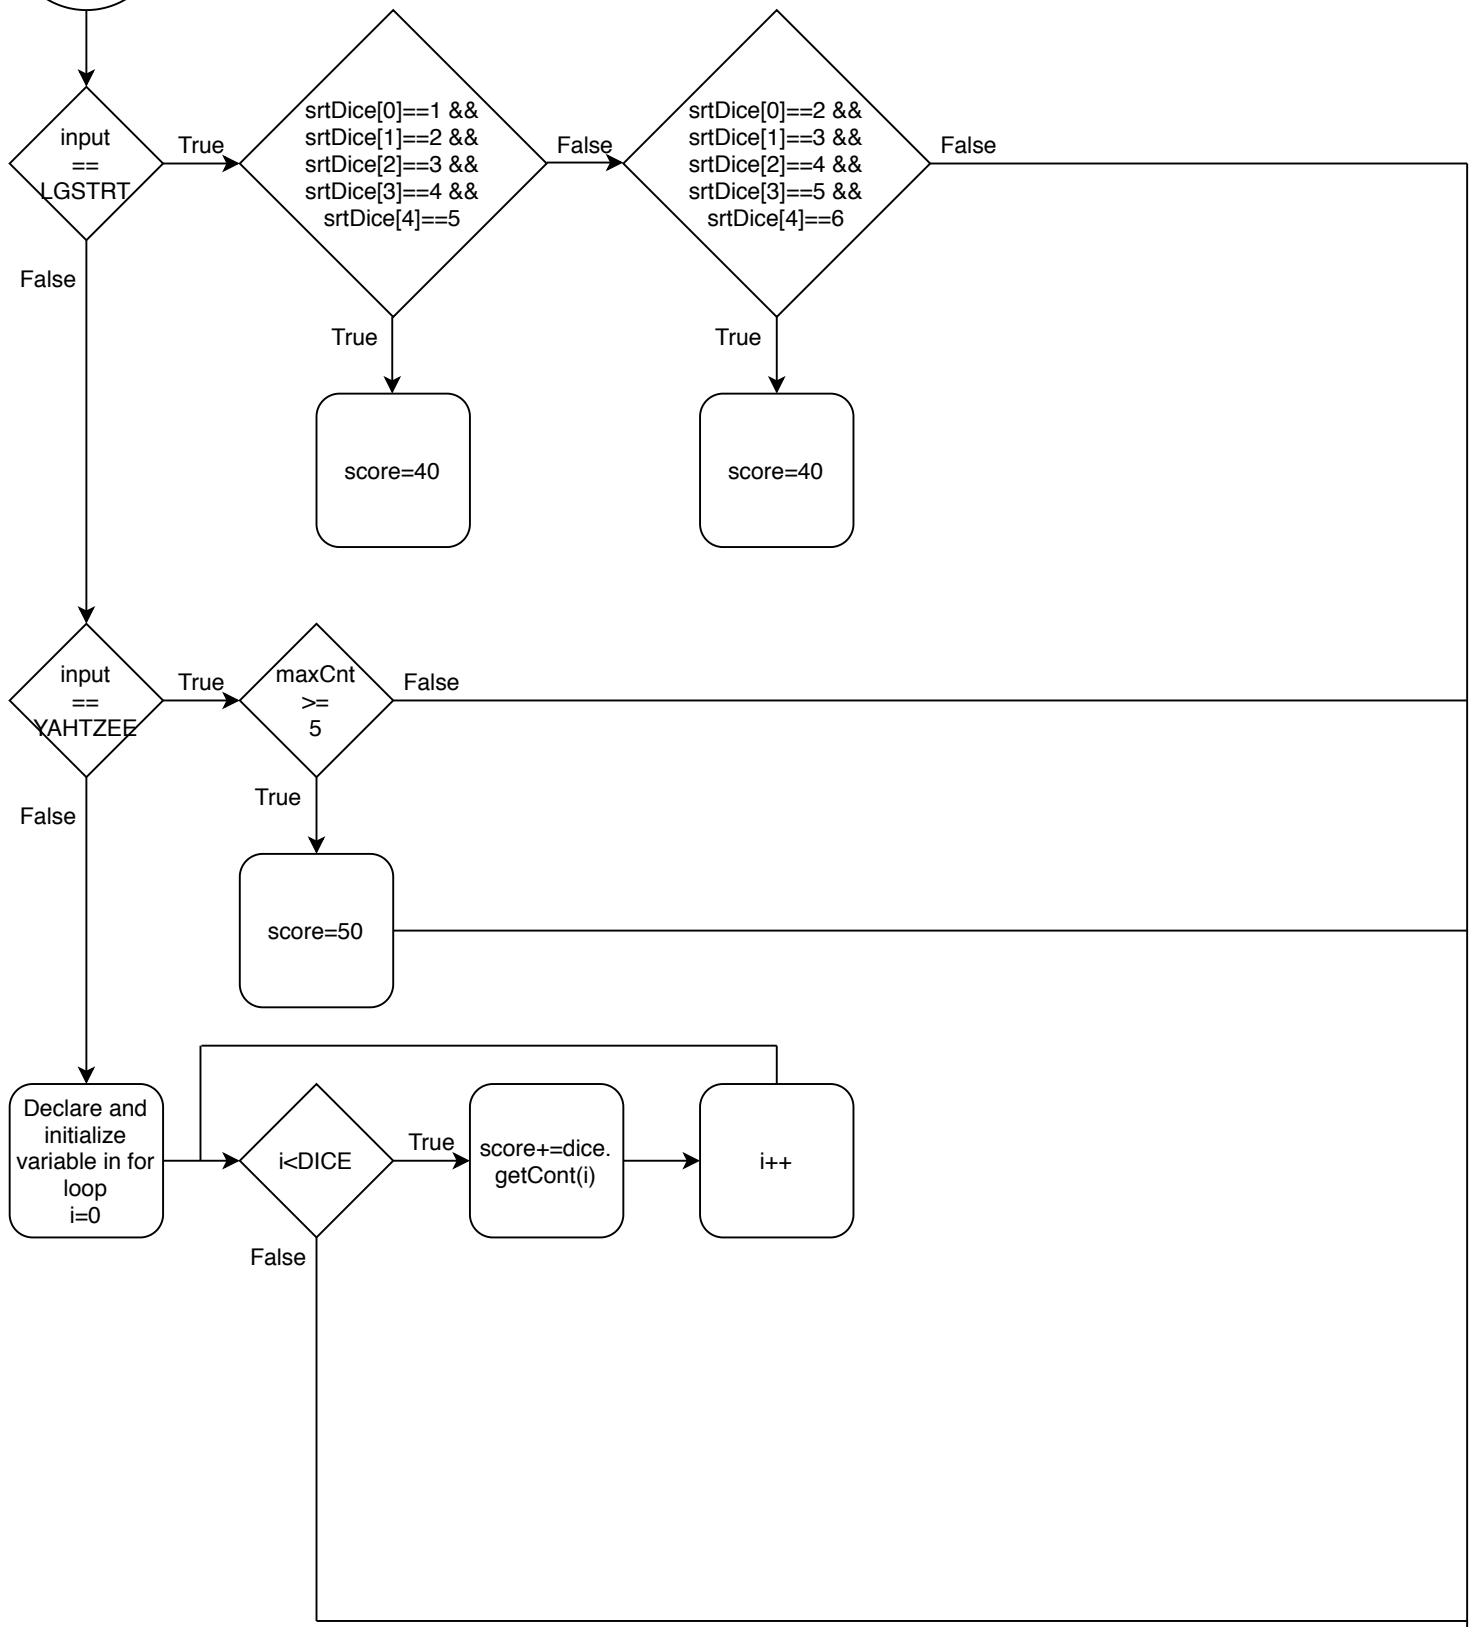 input
==
LGSTRT
True
srtDice[0]==1 &&
srtDice[1]==2 &&
srtDice[2]==3 &&
srtDice[3]==4 &&
srtDice[4]==5
False
srtDice[0]==2 &&
srtDice[1]==3 &&
srtDice[2]==4 &&
srtDice[3]==5 &&
srtDice[4]==6
False
False
True
True
score=40
score=40
input
==
YAHTZEE
True
maxCnt
>=
5
False
False
True
score=50
Declare and
initialize
variable in for
loop
i=0
i<DICE
True
score+=dice.
getCont(i)
i++
False